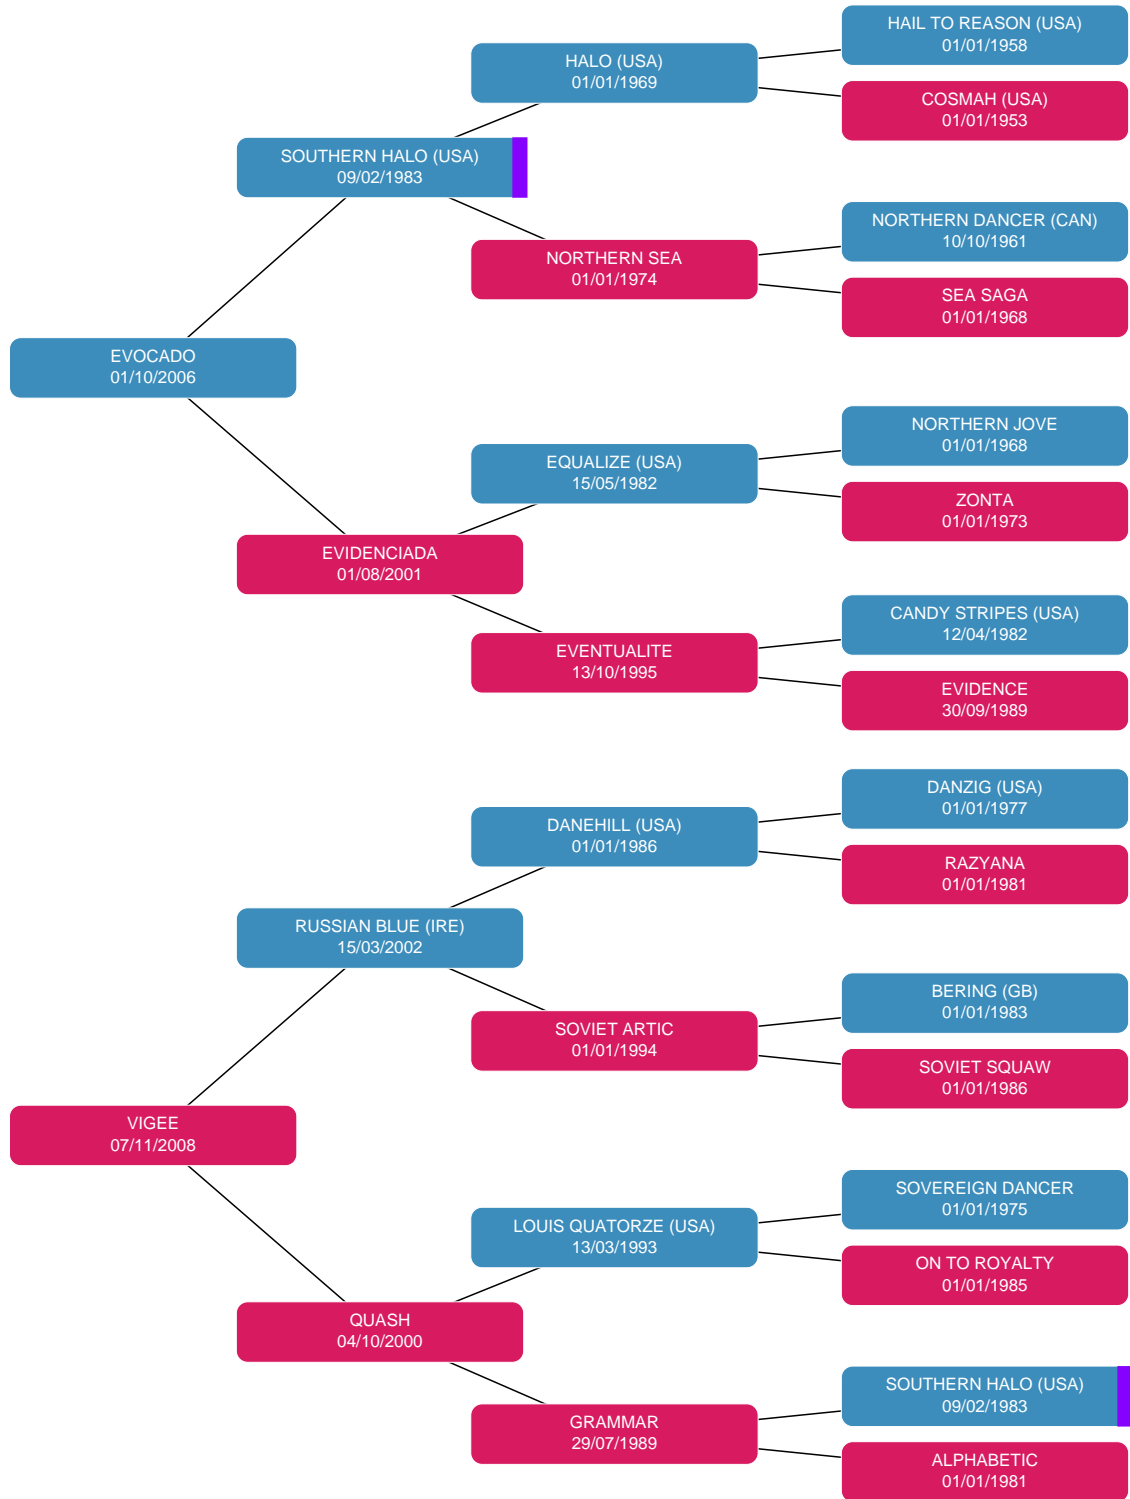 HAIL TO REASON (USA)
01/01/1958
HALO (USA)
01/01/1969
COSMAH (USA)
01/01/1953
SOUTHERN HALO (USA)
09/02/1983
NORTHERN DANCER (CAN)
10/10/1961
NORTHERN SEA
01/01/1974
SEA SAGA
01/01/1968
EVOCADO
01/10/2006
NORTHERN JOVE
01/01/1968
EQUALIZE (USA)
15/05/1982
ZONTA
01/01/1973
EVIDENCIADA
01/08/2001
CANDY STRIPES (USA)
12/04/1982
EVENTUALITE
13/10/1995
EVIDENCE
30/09/1989
DANZIG (USA)
01/01/1977
DANEHILL (USA)
01/01/1986
RAZYANA
01/01/1981
RUSSIAN BLUE (IRE)
15/03/2002
BERING (GB)
01/01/1983
SOVIET ARTIC
01/01/1994
SOVIET SQUAW
01/01/1986
VIGEE
07/11/2008
SOVEREIGN DANCER
01/01/1975
LOUIS QUATORZE (USA)
13/03/1993
ON TO ROYALTY
01/01/1985
QUASH
04/10/2000
SOUTHERN HALO (USA)
09/02/1983
GRAMMAR
29/07/1989
ALPHABETIC
01/01/1981